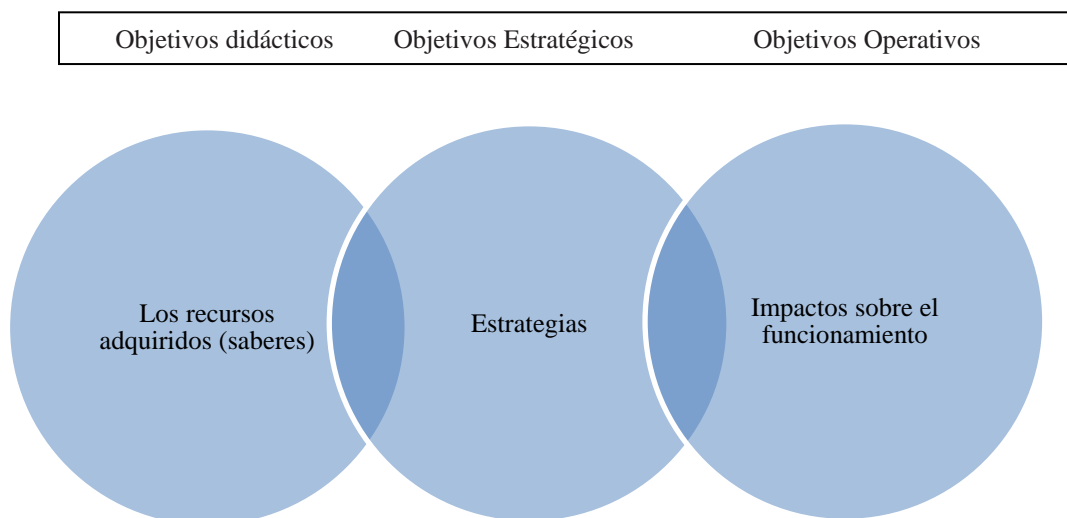 Objetivos didácticos Objetivos Estratégicos Objetivos Operativos
Los recursos
adquiridos (saberes)
Estrategias
Impactos sobre el
funcionamiento